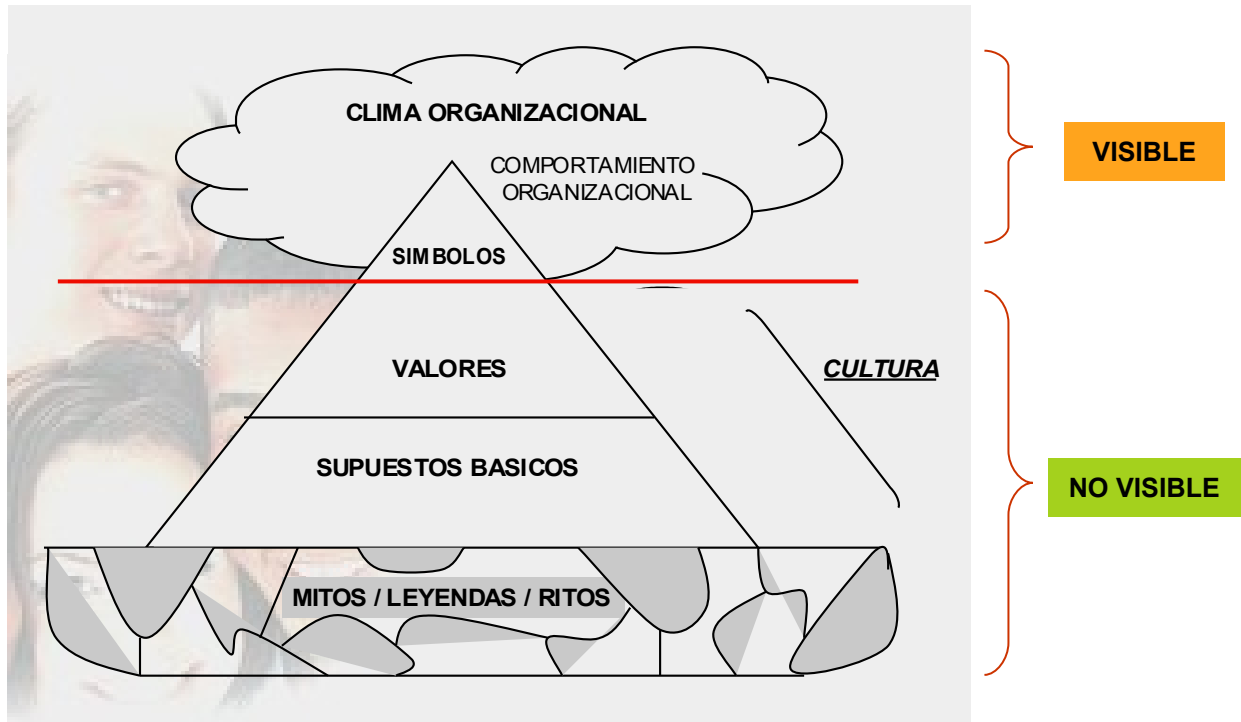 CLIMA ORGANIZACIONAL
COMPORTAMIENTO
ORGANIZACIONAL
VISIBLE
SIMBOLOS
VALORES
CULTURA
SUPUESTOS BASICOS
NO VISIBLE
MITOS / LEYENDAS / RITOS